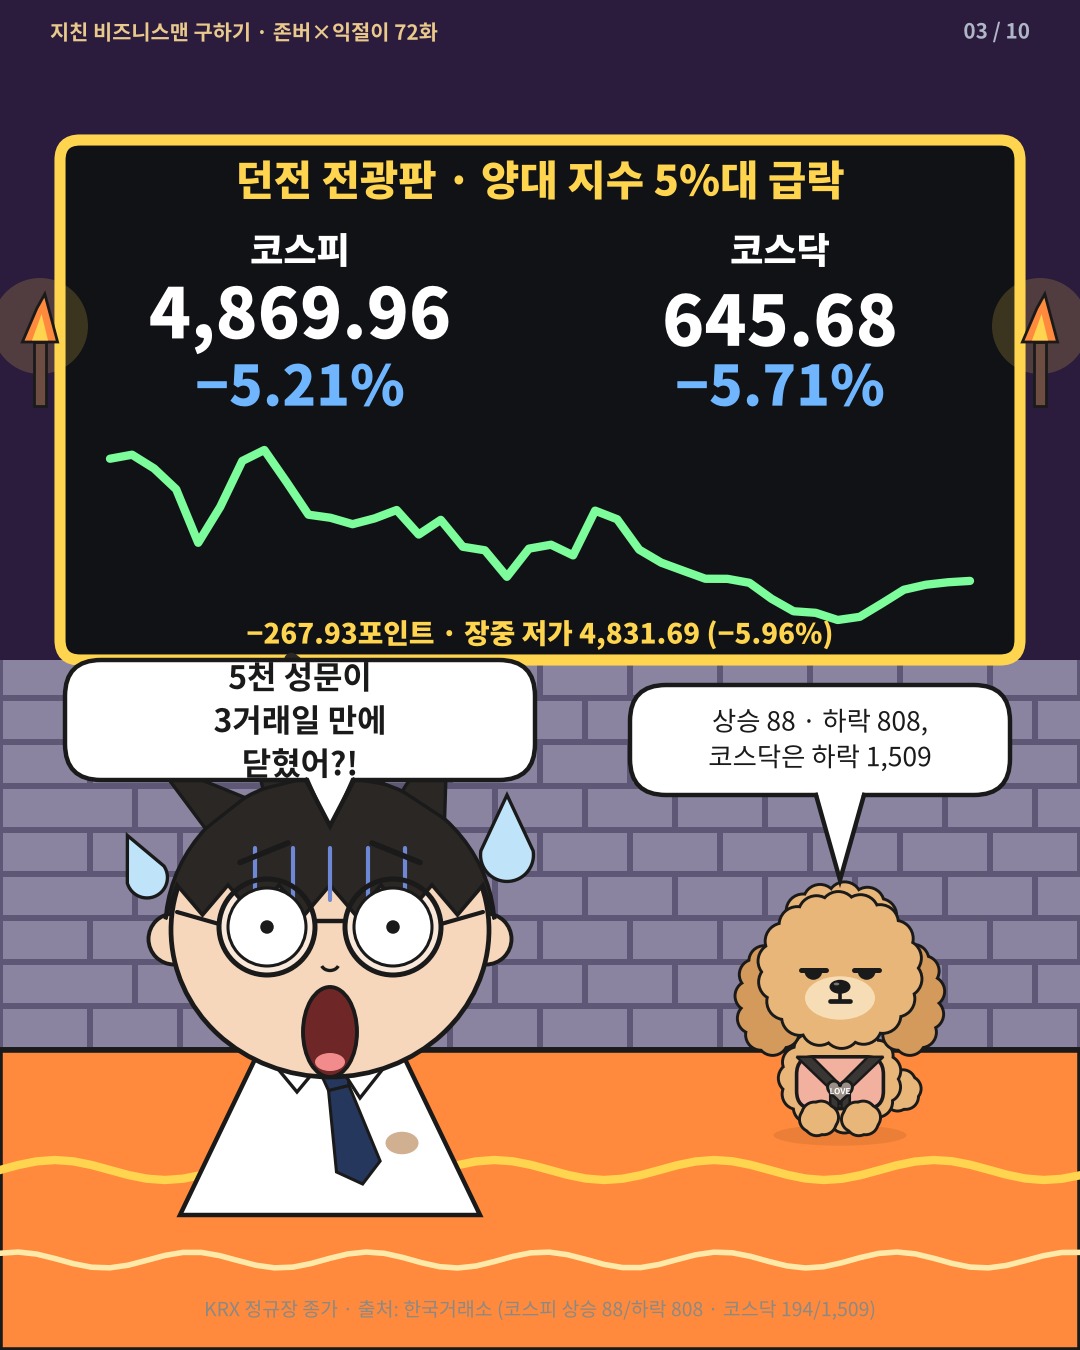 지친 비즈니스맨 구하기 · 존버×익절이 72화
03 / 10
던전 전광판 · 양대 지수 5%대 급락
코스피
코스닥
4,869.96
645.68
−5.21%
−5.71%
−267.93포인트 · 장중 저가 4,831.69 (−5.96%)
5천 성문이
3거래일 만에
닫혔어?!
상승 88 · 하락 808,
코스닥은 하락 1,509
LOVE
KRX 정규장 종가 · 출처: 한국거래소 (코스피 상승 88/하락 808 · 코스닥 194/1,509)